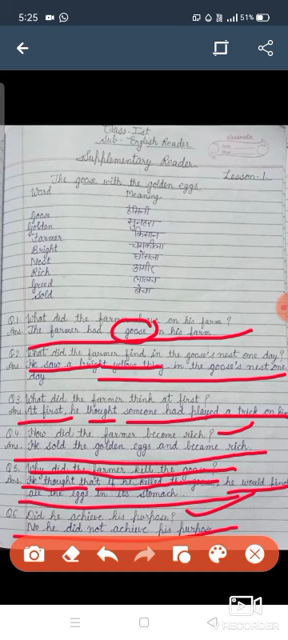 5:25
51%
Class-Ist
Sub- English Reader
Supplementary Reader
Lesson-1
The goose with the golden eggs.
Word Meaning
Goose हंसिनी
Golden सुनहरा
Farmer किसान
Bright चमकीला
Nest घोंसला
Rich अमीर
Greed लालच
Sold बेचा
Q.1 What did the farmer have on his farm?
Ans. The farmer had goose on his farm
Q2 What did the farmer find in the goose's nest one day?
Ans. He saw a bright yellow thing in the goose's nest one
day
Q3 What did the farmer think at first?
Ans. At first, he thought someone had played a trick on
Q.4 How did the farmer become rich?
Ans. He sold the golden eggs and became rich.
Q5. Why did the farmer kill the goose?
Ans. He thought that if he killed the goose, he would find
all the eggs in its stomach.
Q6 Did he achieve his purpose?
No he did not achieve his purpose
RECORDER